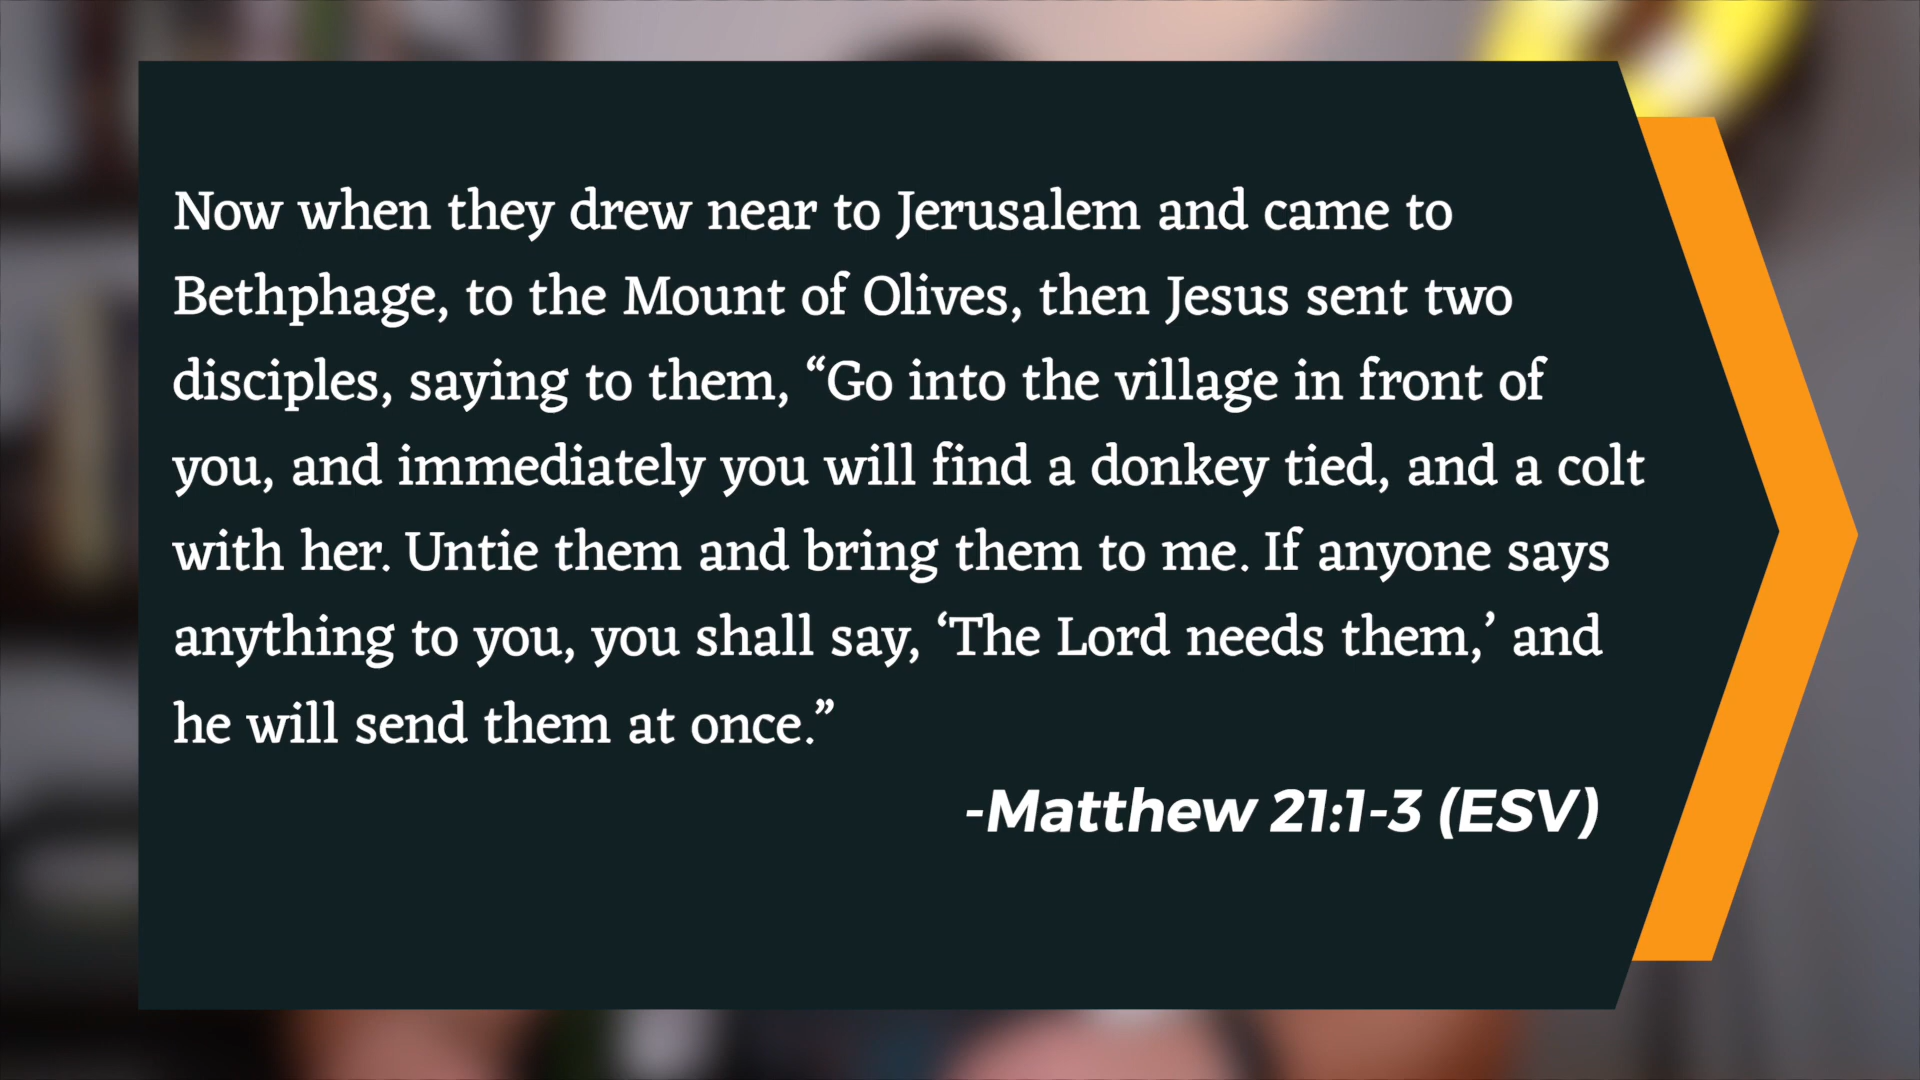 Now when they drew near to Jerusalem and came to
Bethphage, to the Mount of Olives, then Jesus sent two
disciples, saying to them, “Go into the village in front of
you, and immediately you will find a donkey tied, and a colt
with her. Untie them and bring them to me. If anyone says
anything to you, you shall say, ‘The Lord needs them,’ and
he will send them at once.”
-Matthew 21:1-3 (ESV)